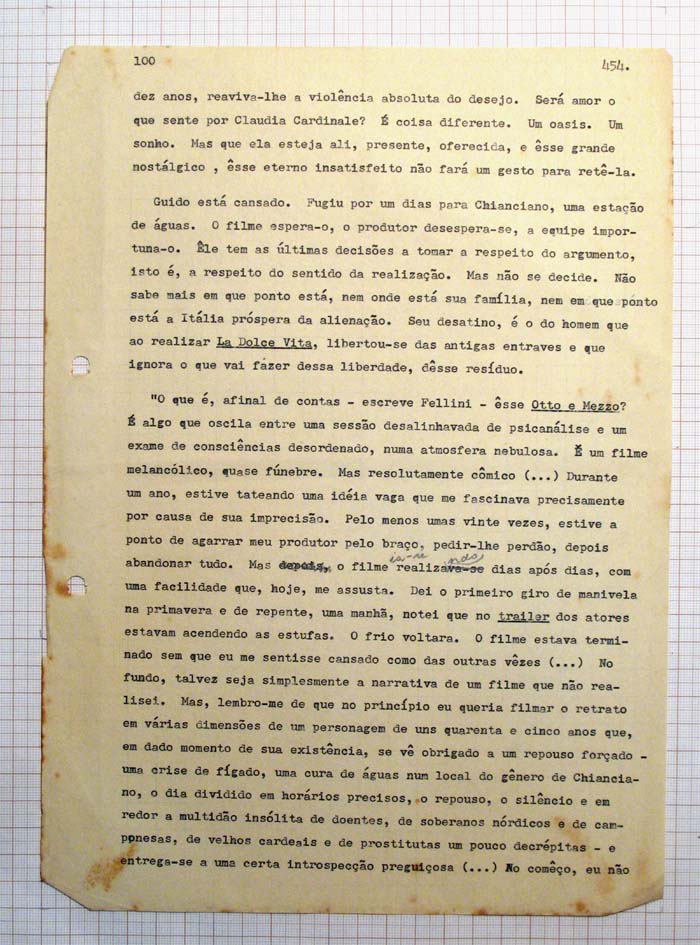 100
454.
dez anos, reaviva-lhe a violência absoluta do desejo. Será amor o
que sente por Claudia Cardinale? É coisa diferente. Um oasis. Um
sonho. Mas que ela esteja ali, presente, oferecida, e êsse grande
nostálgico , êsse eterno insatisfeito não fará um gesto para retê-la.
Guido está cansado. Fugiu por um dias para Chianciano, uma estação
de águas. O filme espera-o, o produtor desespera-se, a equipe impor-
tuna-o. Êle tem as últimas decisões a tomar a respeito do argumento,
isto é, a respeito do sentido da realização. Mas não se decide. Não
sabe mais em que ponto está, nem onde está sua família, nem em que ponto
está a Itália próspera da alienação. Seu desatino, é o do homem que
ao realizar La Dolce Vita, libertou-se das antigas entraves e que
ignora o que vai fazer dessa liberdade, dêsse resíduo.
"O que é, afinal de contas - escreve Fellini - êsse Otto e Mezzo?
É algo que oscila entre uma sessão desalinhavada de psicanálise e um
exame de consciências desordenado, numa atmosfera nebulosa. É um filme
melancólico, quase fúnebre. Mas resolutamente cômico (...) Durante
um ano, estive tateando uma idéia vaga que me fascinava precisamente
por causa de sua imprecisão. Pelo menos umas vinte vezes, estive a
ponto de agarrar meu produtor pelo braço, pedir-lhe perdão, depois
ia-se ndo
abandonar tudo. Mas depois, o filme realizava-se dias após dias, com
uma facilidade que, hoje, me assusta. Dei o primeiro giro de manivela
na primavera e de repente, uma manhã, notei que no trailer dos atores
estavam acendendo as estufas. O frio voltara. O filme estava termi-
nado sem que eu me sentisse cansado como das outras vêzes (...) No
fundo, talvez seja simplesmente a narrativa de um filme que não rea-
lisei. Mas, lembro-me de que no princípio eu queria filmar o retrato
em várias dimensões de um personagem de uns quarenta e cinco anos que,
em dado momento de sua existência, se vê obrigado a um repouso forçado -
uma crise de fígado, uma cura de águas num local do gênero de Chiancia-
no, o dia dividido em horários precisos, o repouso, o silêncio e em
redor a multidão insólita de doentes, de soberanos nórdicos e de cam-
ponesas, de velhos cardeais e de prostitutas um pouco decrépitas - e
entrega-se a uma certa introspecção preguiçosa (...) No comêço, eu não